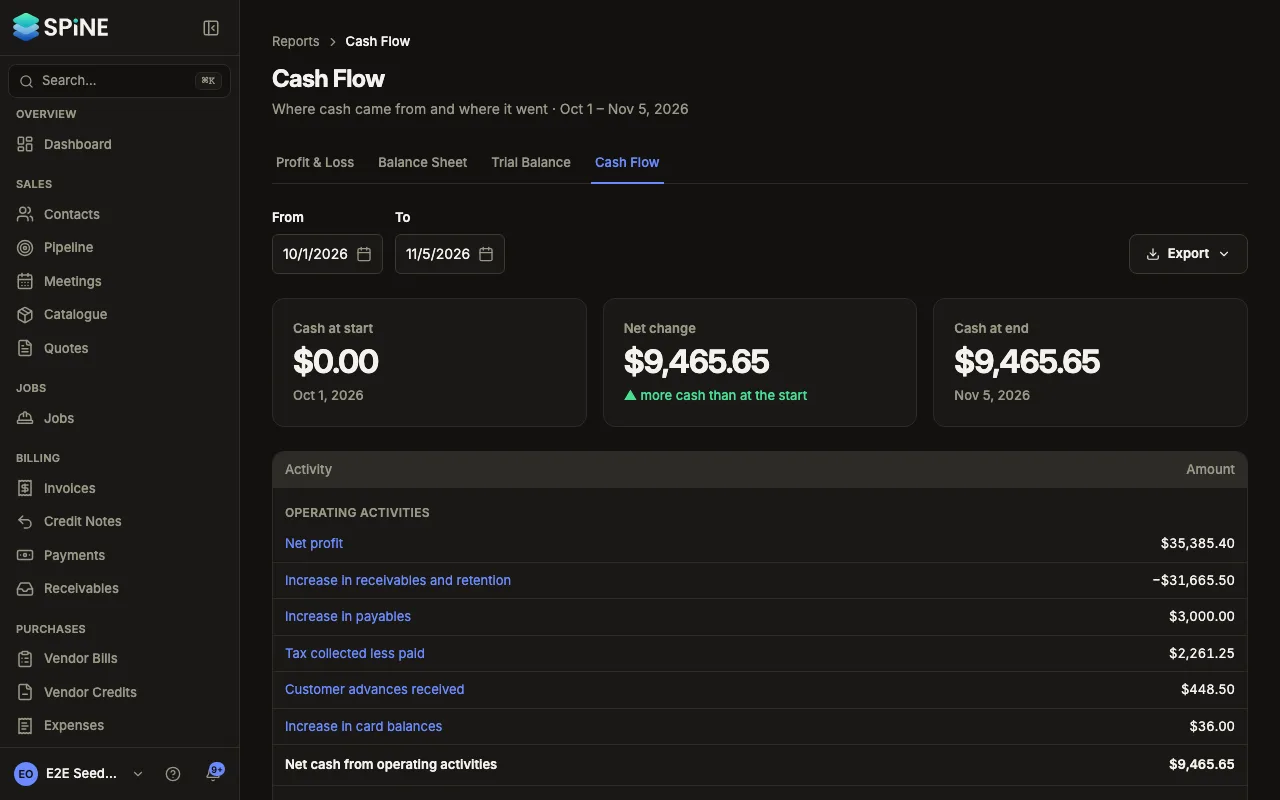 SPiNE
Search...
⌘K
OVERVIEW
Dashboard
SALES
Contacts
Pipeline
Meetings
Catalogue
Quotes
JOBS
Jobs
BILLING
Invoices
Credit Notes
Payments
Receivables
PURCHASES
Vendor Bills
Vendor Credits
Expenses
EO
E2E Seed...
9+
Reports > Cash Flow
Cash Flow
Where cash came from and where it went · Oct 1 – Nov 5, 2026
Profit & Loss Balance Sheet Trial Balance Cash Flow
From To
10/1/2026 11/5/2026 Export
Cash at start
$0.00
Oct 1, 2026
Net change
$9,465.65
▲ more cash than at the start
Cash at end
$9,465.65
Nov 5, 2026
Activity Amount
OPERATING ACTIVITIES
Net profit $35,385.40
Increase in receivables and retention −$31,665.50
Increase in payables $3,000.00
Tax collected less paid $2,261.25
Customer advances received $448.50
Increase in card balances $36.00
Net cash from operating activities $9,465.65